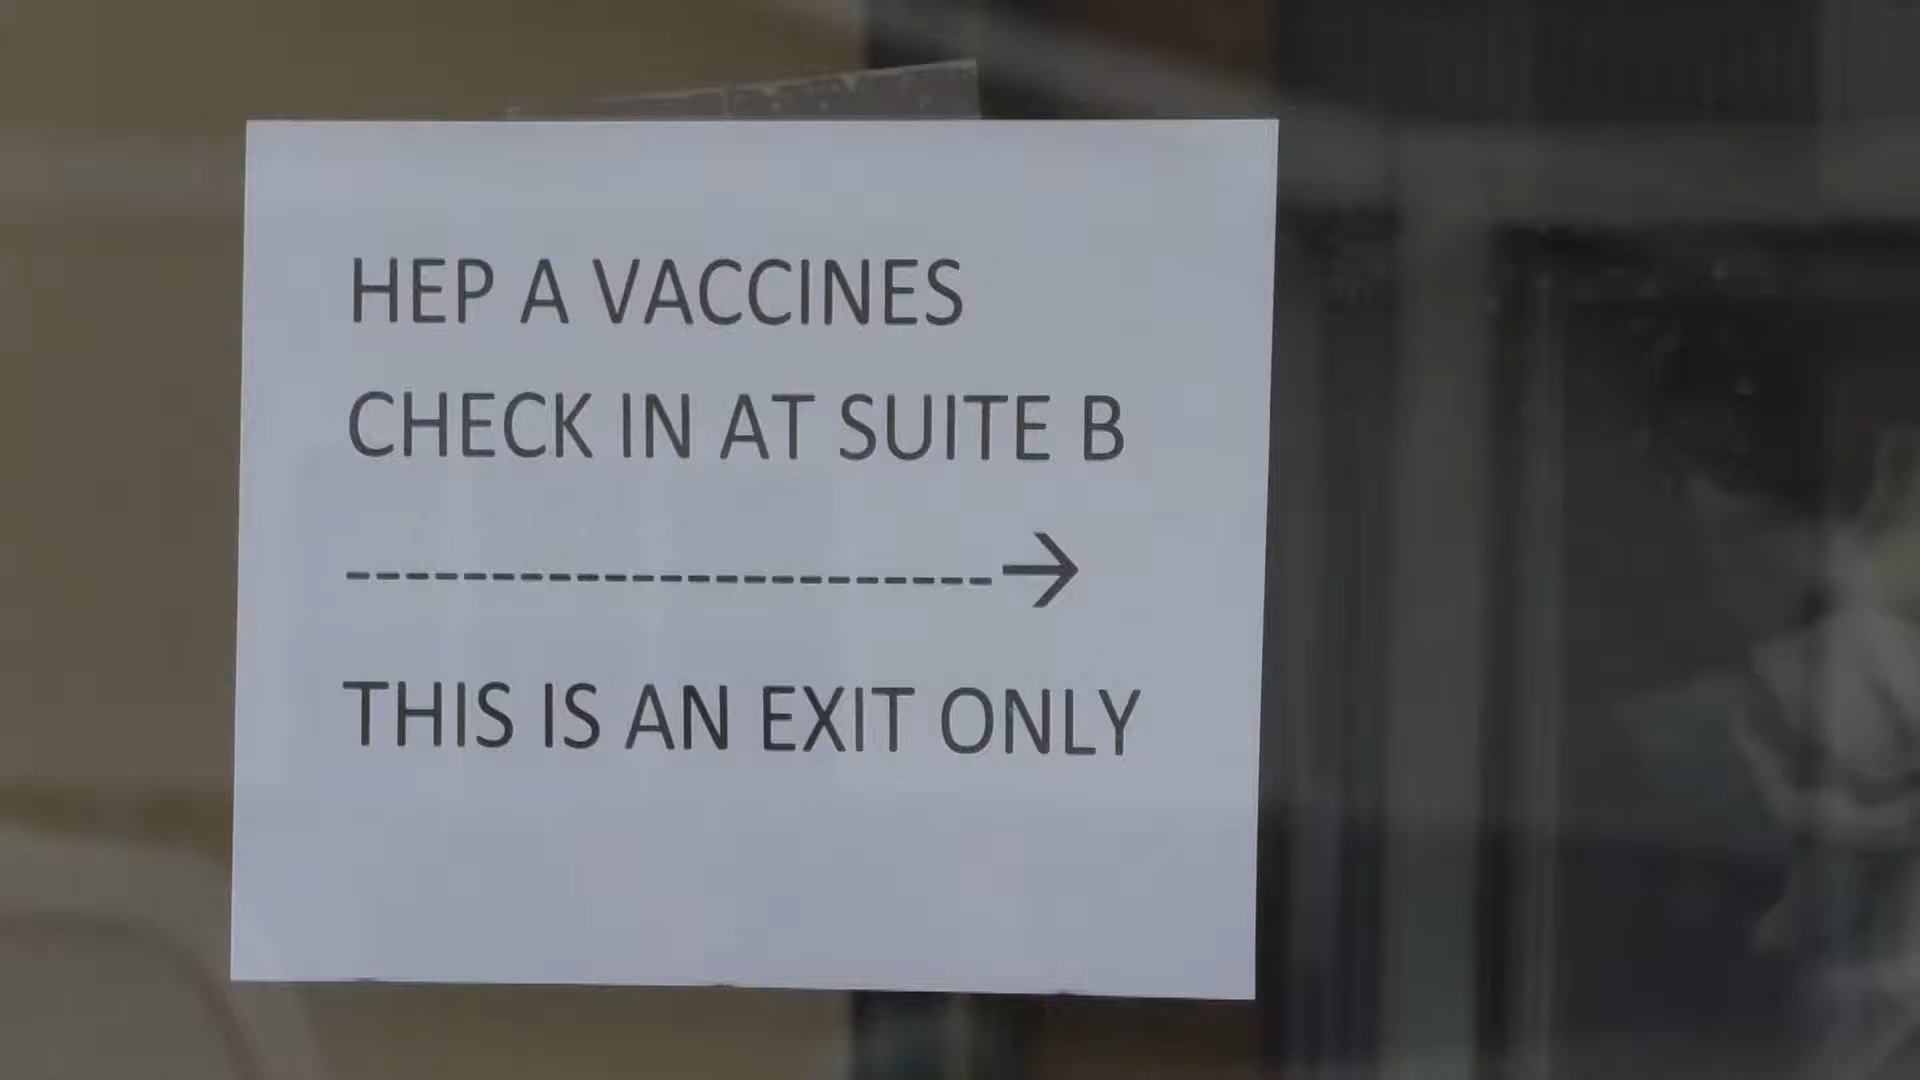 HEP A VACCINES
CHECK IN AT SUITE B
-----------------------→
THIS IS AN EXIT ONLY